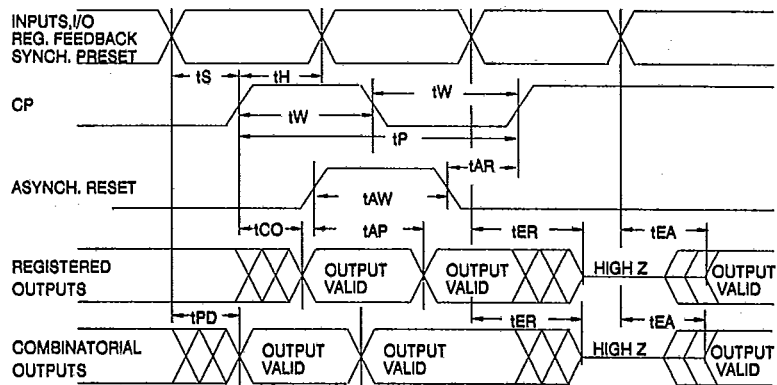 INPUTS,I/O
REG. FEEDBACK
SYNCH. PRESET
tS
tH
CP
tW
tW
tP
tAR
ASYNCH. RESET
tAW
tCO
tAP
tER
tEA
REGISTERED
OUTPUTS
OUTPUT
VALID
OUTPUT
VALID
HIGH Z
OUTPUT
VALID
tPD
tER
tEA
COMBINATORIAL
OUTPUTS
OUTPUT
VALID
OUTPUT
VALID
HIGH Z
OUTPUT
VALID